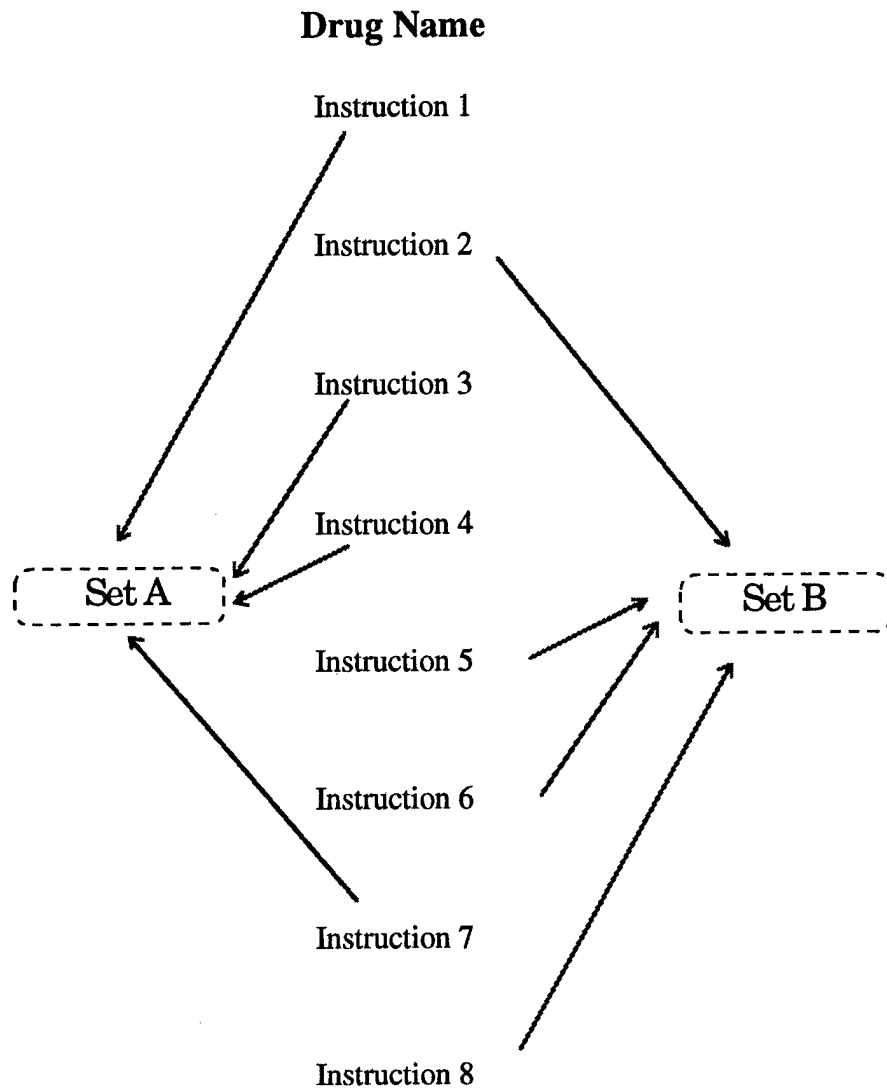 Drug Name
Instruction 1
Instruction 2
Instruction 3
Instruction 4
Set A
Set B
Instruction 5
Instruction 6
Instruction 7
Instruction 8